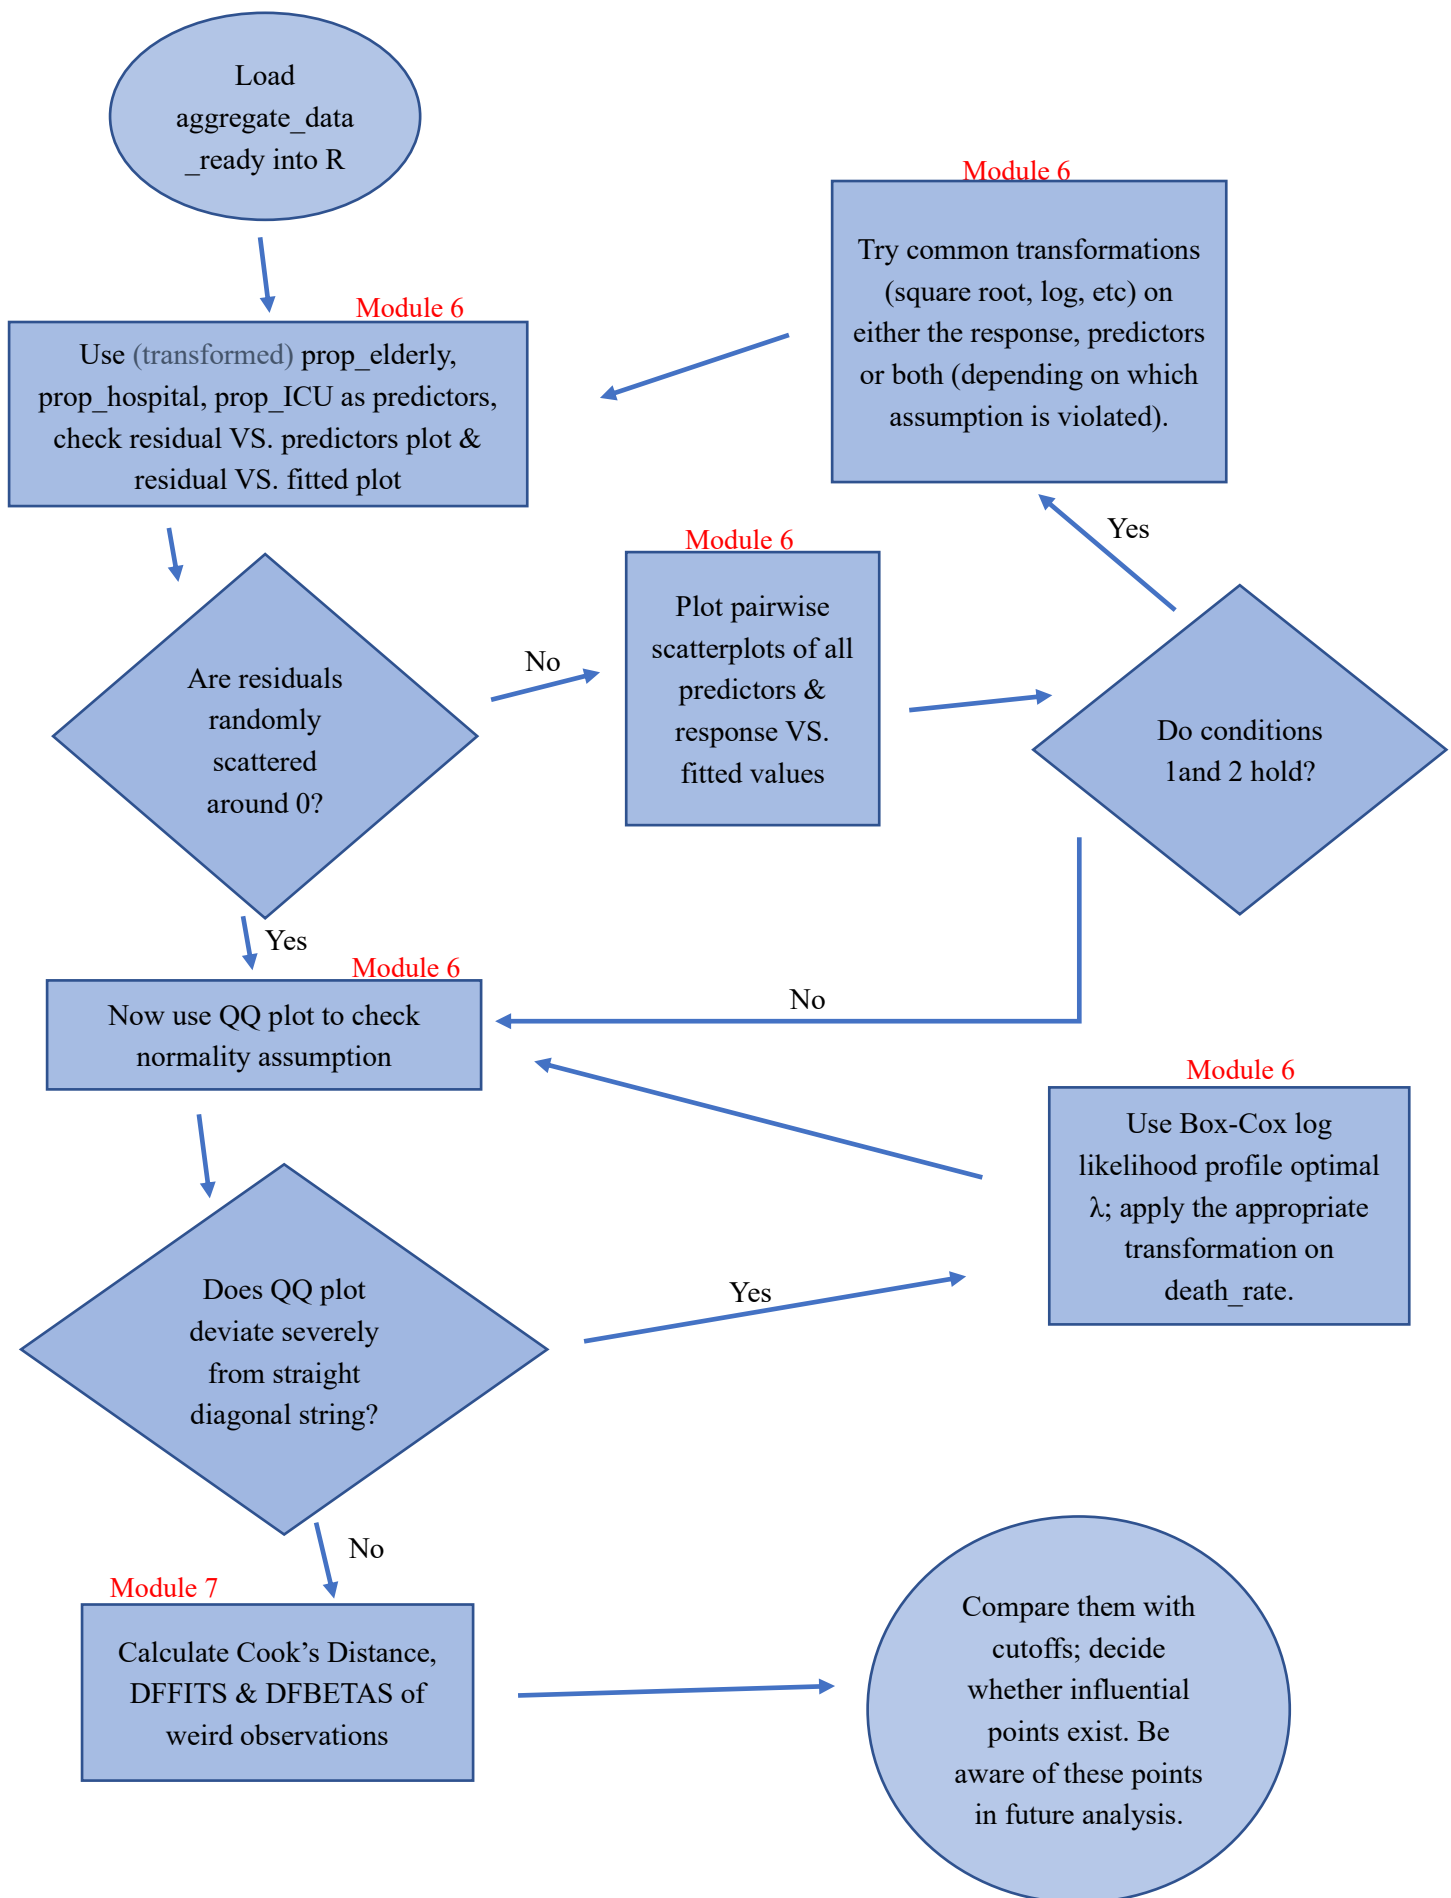 Load
aggregate_data
_ready into R
Module 6
Use (transformed) prop_elderly,
prop_hospital, prop_ICU as predictors,
check residual VS. predictors plot &
residual VS. fitted plot
Module 6
Try common transformations
(square root, log, etc) on
either the response, predictors
or both (depending on which
assumption is violated).
Are residuals
randomly
scattered
around 0?
No
Module 6
Plot pairwise
scatterplots of all
predictors &
response VS.
fitted values
Yes
Do conditions
1and 2 hold?
Yes
No
Module 6
Now use QQ plot to check
normality assumption
Module 6
Use Box-Cox log
likelihood profile optimal
λ; apply the appropriate
transformation on
death_rate.
Does QQ plot
deviate severely
from straight
diagonal string?
Yes
No
Module 7
Calculate Cook’s Distance,
DFFITS & DFBETAS of
weird observations
Compare them with
cutoffs; decide
whether influential
points exist. Be
aware of these points
in future analysis.